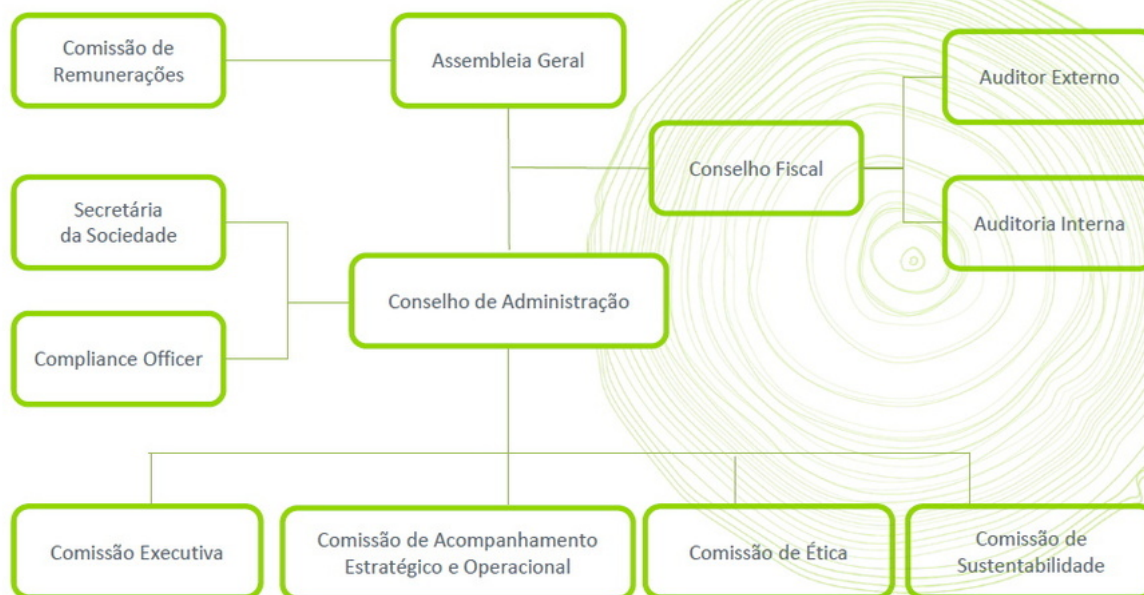 Comissão de
Remunerações
Assembleia Geral
Auditor Externo
Conselho Fiscal
Secretária
da Sociedade
Auditoria Interna
Conselho de Administração
Compliance Officer
Comissão Executiva
Comissão de Acompanhamento
Estratégico e Operacional
Comissão de Ética
Comissão de
Sustentabilidade